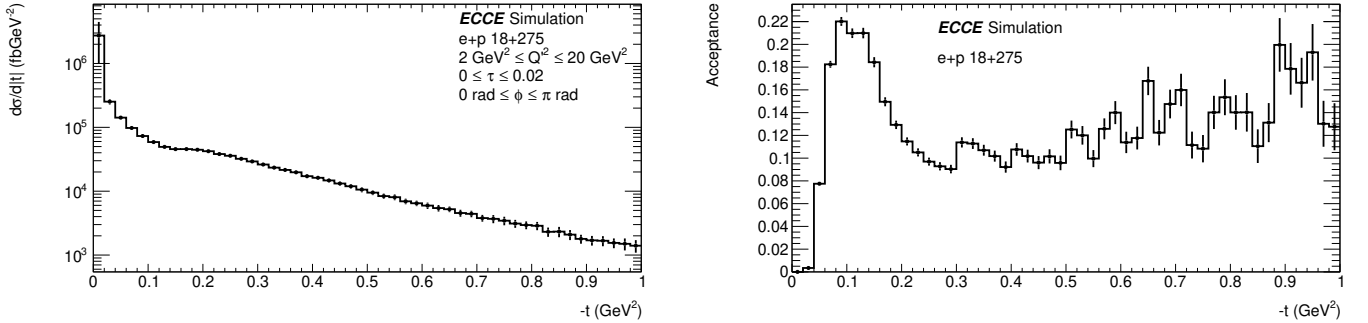 dσ/d|t| (fbGeV⁻²)
10⁶
10⁵
10⁴
10³
ECCE Simulation
e+p 18+275
2 GeV² ≤ Q'² ≤ 20 GeV²
0 ≤ τ ≤ 0.02
0 rad ≤ ϕ ≤ π rad
0 0.1 0.2 0.3 0.4 0.5 0.6 0.7 0.8 0.9 1
-t (GeV²)
Acceptance
0.22
0.2
0.18
0.16
0.14
0.12
0.1
0.08
0.06
0.04
0.02
0
ECCE Simulation
e+p 18+275
0 0.1 0.2 0.3 0.4 0.5 0.6 0.7 0.8 0.9 1
-t (GeV²)